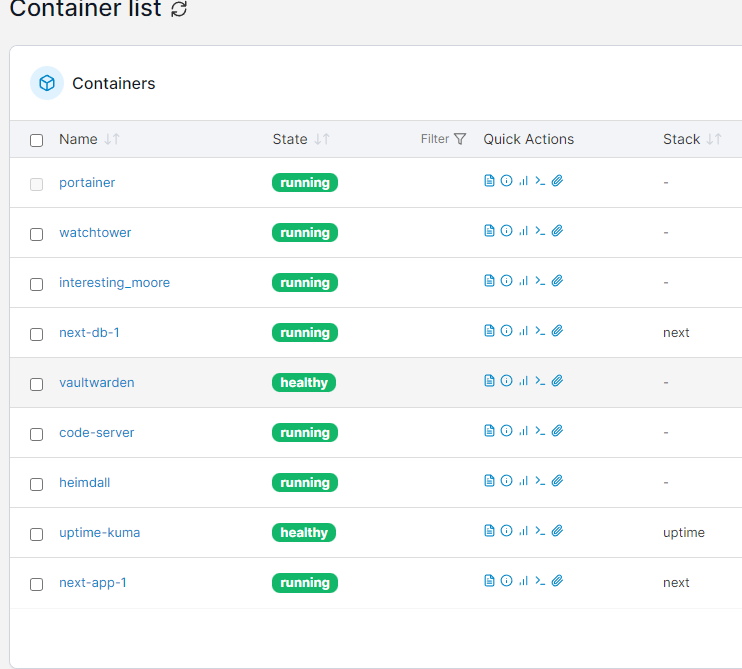 Container list
Containers
Name State Filter Quick Actions Stack
portainer running -
watchtower running -
interesting_moore running -
next-db-1 running next
vaultwarden healthy -
code-server running -
heimdall running -
uptime-kuma healthy uptime
next-app-1 running next